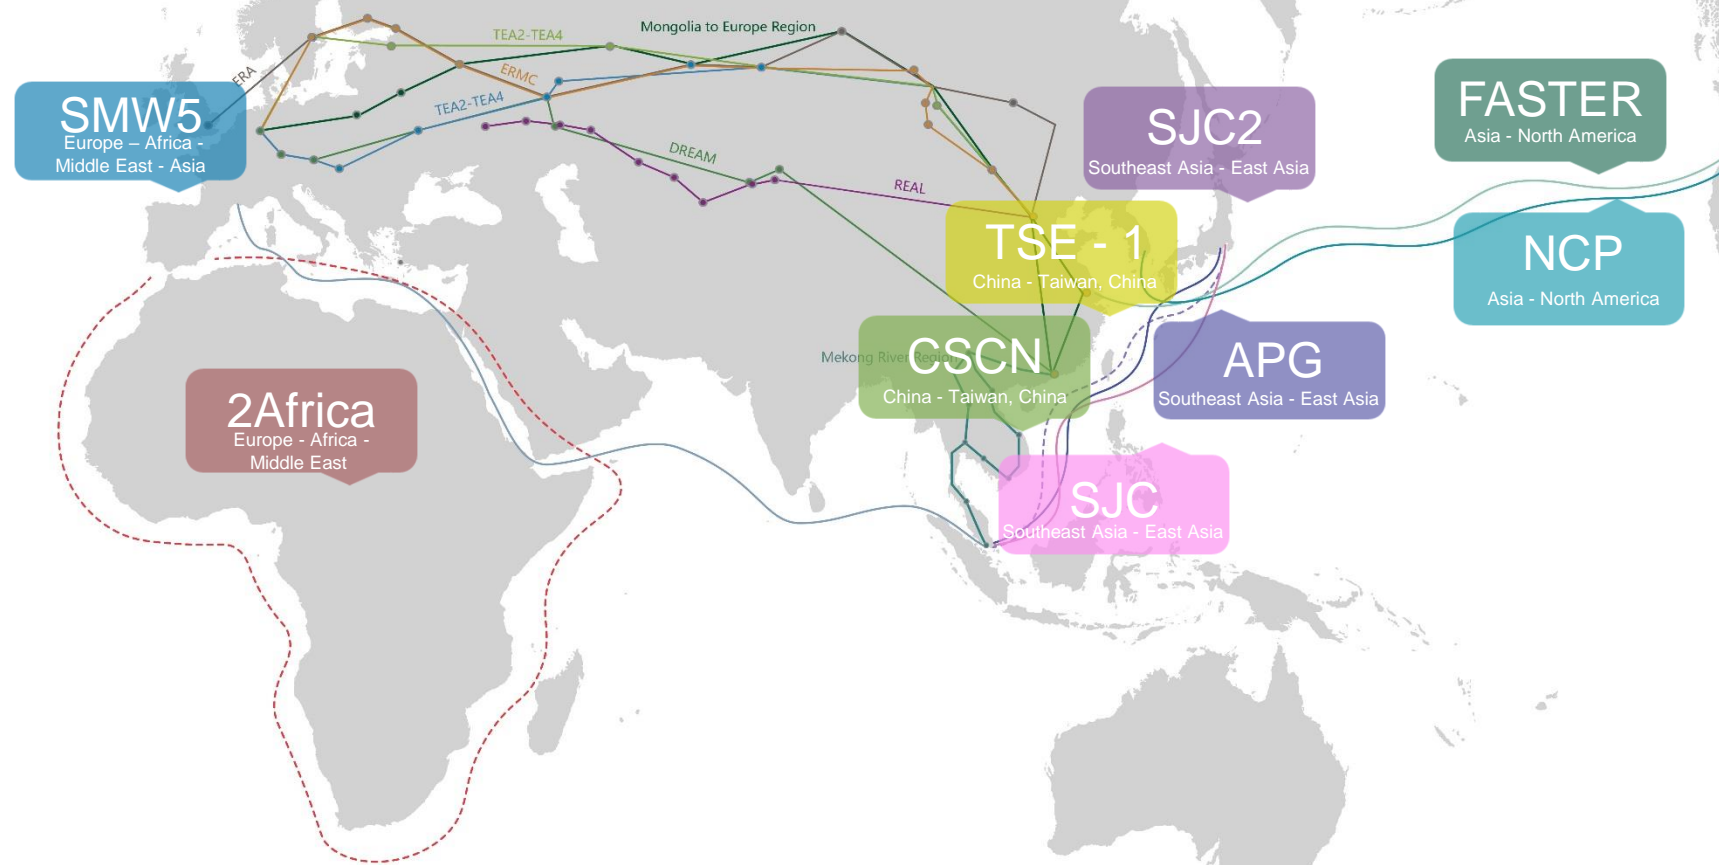 Mongolia to Europe Region
TEA2-TEA4
ERA
ERMC
TEA2-TEA4
DREAM
REAL
SMW5
Europe – Africa -
Middle East - Asia
SJC2
Southeast Asia - East Asia
FASTER
Asia - North America
TSE - 1
China - Taiwan, China
NCP
Asia - North America
Mekong River Region
CSCN
China - Taiwan, China
APG
Southeast Asia - East Asia
2Africa
Europe - Africa -
Middle East
SJC
Southeast Asia - East Asia